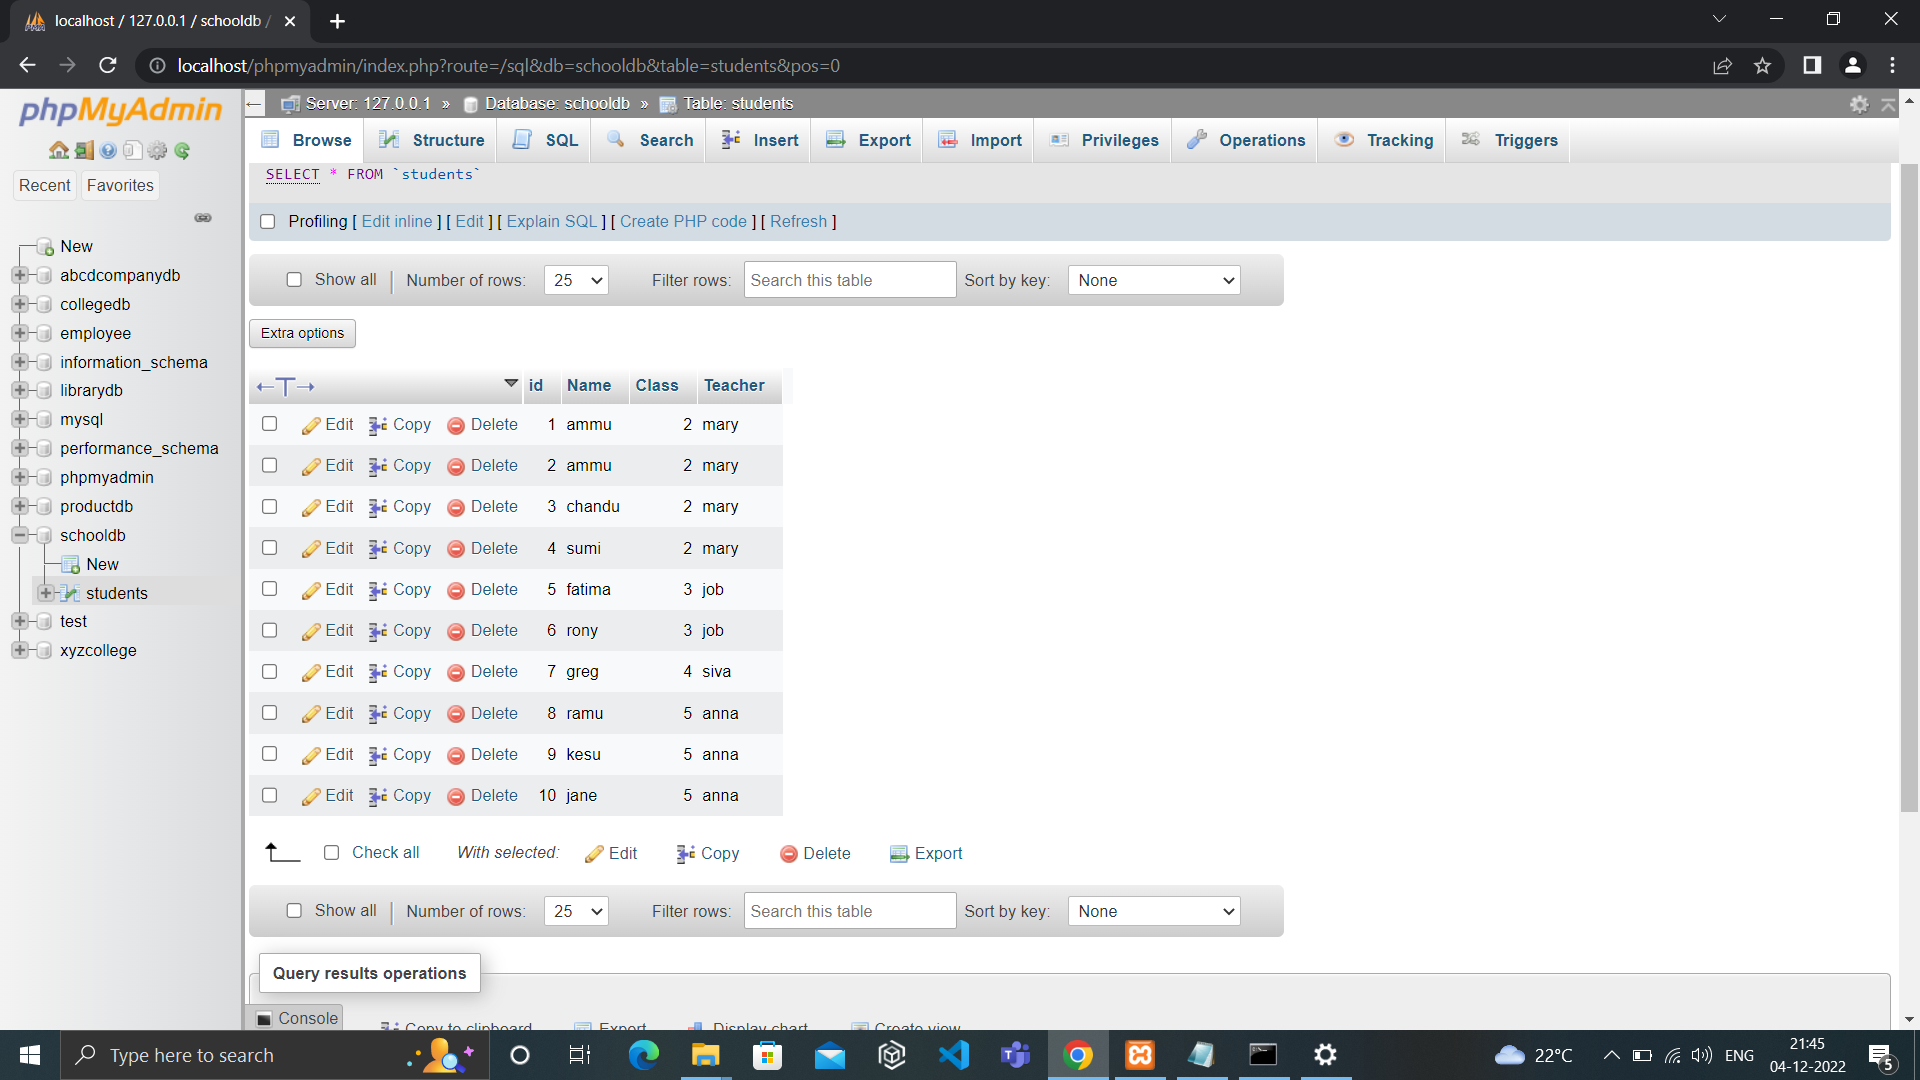 localhost / 127.0.0.1 / schooldb /
localhost/phpmyadmin/index.php?route=/sql&db=schooldb&table=students&pos=0
phpMyAdmin
Recent
Favorites
New
abcdcompanydb
collegedb
employee
information_schema
librarydb
mysql
performance_schema
phpmyadmin
productdb
schooldb
New
students
test
xyzcollege
Server: 127.0.0.1 » Database: schooldb » Table: students
Browse Structure SQL Search Insert Export Import Privileges Operations Tracking Triggers
SELECT * FROM `students`
Profiling [ Edit inline ] [ Edit ] [ Explain SQL ] [ Create PHP code ] [ Refresh ]
Show all Number of rows: 25 Filter rows: Search this table Sort by key: None
Extra options
←T→ id Name Class Teacher
Edit Copy Delete 1 ammu 2 mary
Edit Copy Delete 2 ammu 2 mary
Edit Copy Delete 3 chandu 2 mary
Edit Copy Delete 4 sumi 2 mary
Edit Copy Delete 5 fatima 3 job
Edit Copy Delete 6 rony 3 job
Edit Copy Delete 7 greg 4 siva
Edit Copy Delete 8 ramu 5 anna
Edit Copy Delete 9 kesu 5 anna
Edit Copy Delete 10 jane 5 anna
Check all With selected: Edit Copy Delete Export
Show all Number of rows: 25 Filter rows: Search this table Sort by key: None
Query results operations
Console
Copy to clipboard Export Display chart Create view
Type here to search
22°C
ENG
21:45
04-12-2022
5